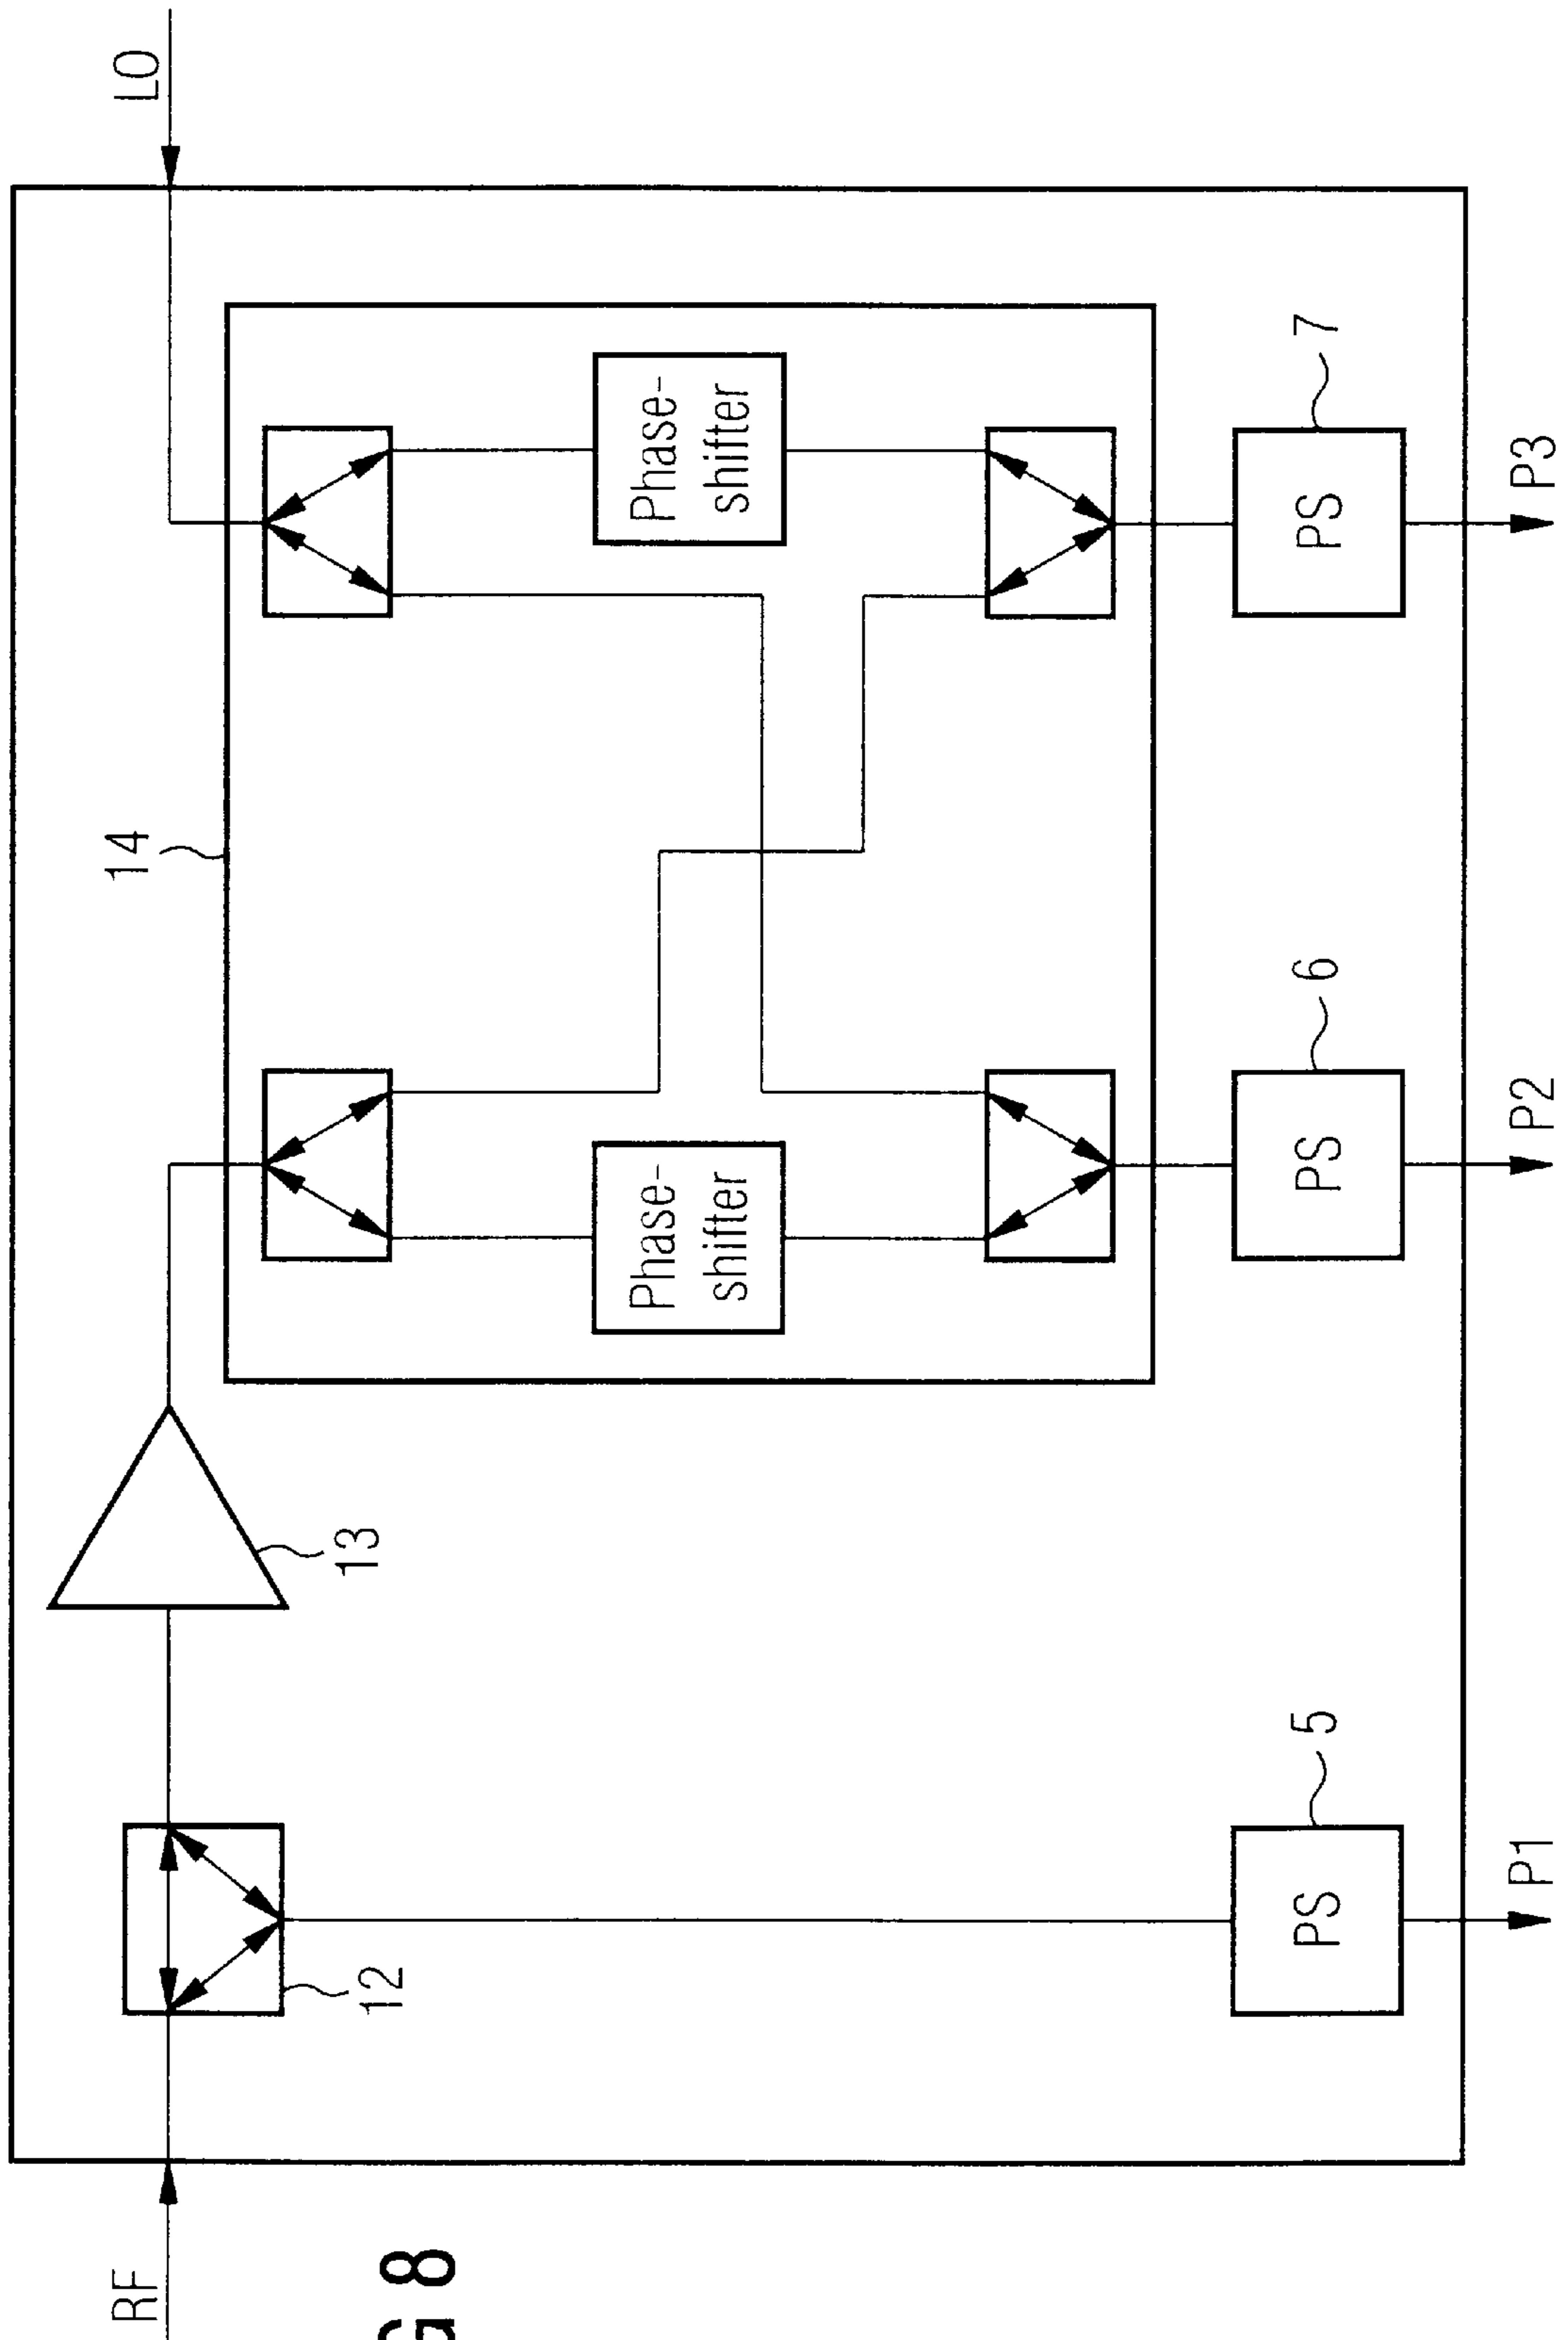 RF
LO
12
13
14
Phase-
shifter
Phase-
shifter
PS
5
PS
6
PS
7
P1
P2
P3
G 8